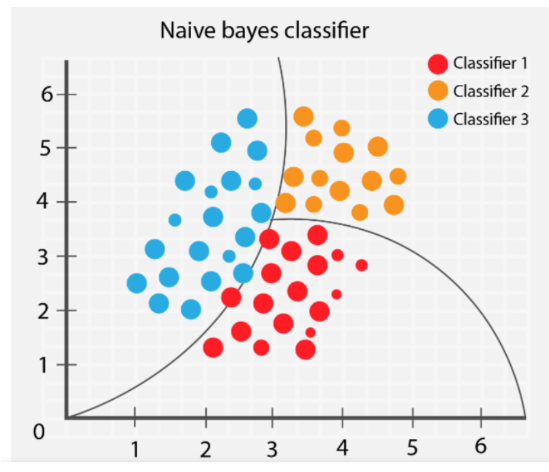 Naive bayes classifier
Classifier 1
Classifier 2
Classifier 3
6
5
4
3
2
1
0
1 2 3 4 5 6